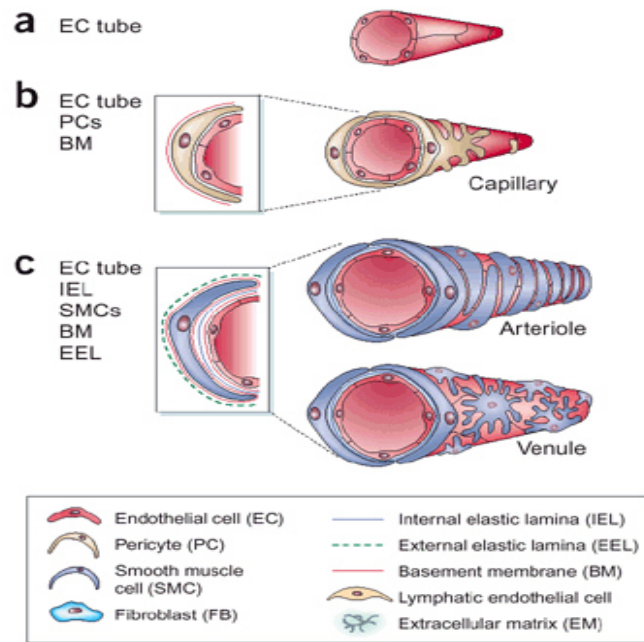 a EC tube
b EC tube
PCs
BM
Capillary
c EC tube
IEL
SMCs
BM
EEL
Arteriole
Venule
Endothelial cell (EC)
Pericyte (PC)
Smooth muscle
cell (SMC)
Fibroblast (FB)
Internal elastic lamina (IEL)
External elastic lamina (EEL)
Basement membrane (BM)
Lymphatic endothelial cell
Extracellular matrix (EM)